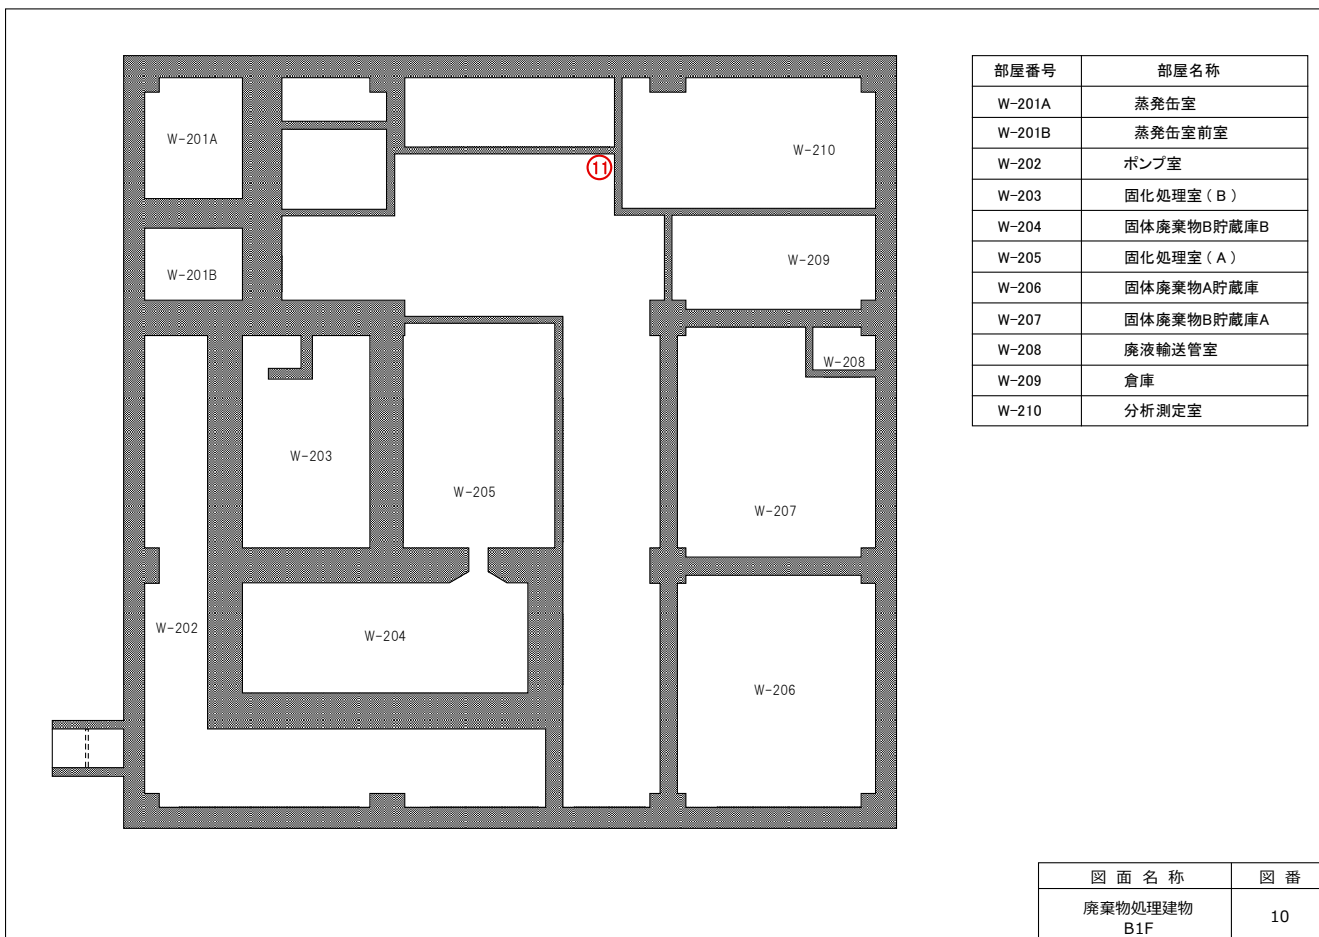 W-201A
W-210
⑪
W-201B
W-209
W-208
W-203
W-205
W-207
W-202
W-204
W-206
部屋番号 部屋名称
W-201A 蒸発缶室
W-201B 蒸発缶室前室
W-202 ポンプ室
W-203 固化処理室(B)
W-204 固体廃棄物B貯蔵庫B
W-205 固化処理室(A)
W-206 固体廃棄物A貯蔵庫
W-207 固体廃棄物B貯蔵庫A
W-208 廃液輸送管室
W-209 倉庫
W-210 分析測定室
図面名称 図番
廃棄物処理建物
B1F 10